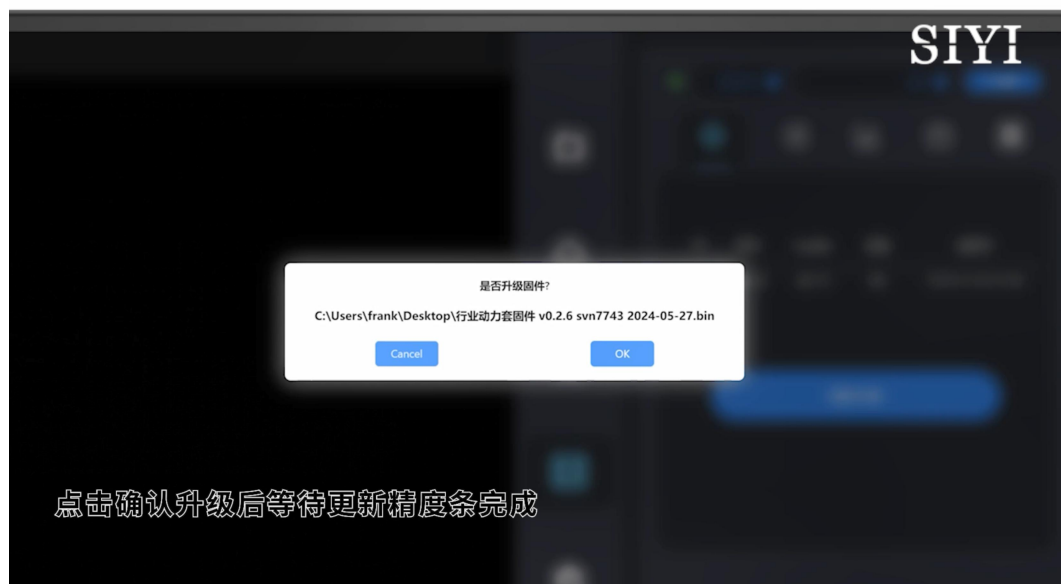 SIYI
是否升级固件?
C:\Users\frank\Desktop\行业动力套固件 v0.2.6 svn7743 2024-05-27.bin
Cancel OK
点击确认升级后等待更新精度条完成